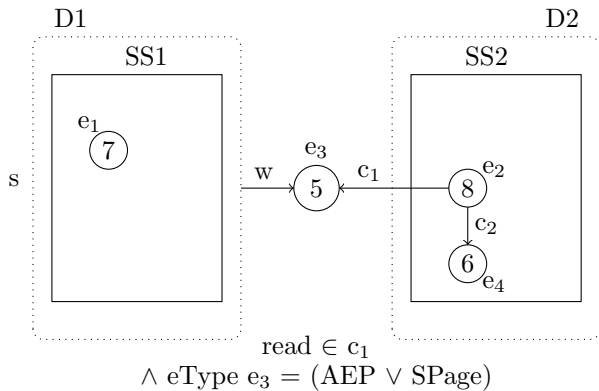 D1
D2
SS1
SS2
e₁
7
e₃
s
w
5
c₁
8
e₂
c₂
6
e₄
read ∈ c₁
∧ eType e₃ = (AEP ∨ SPage)